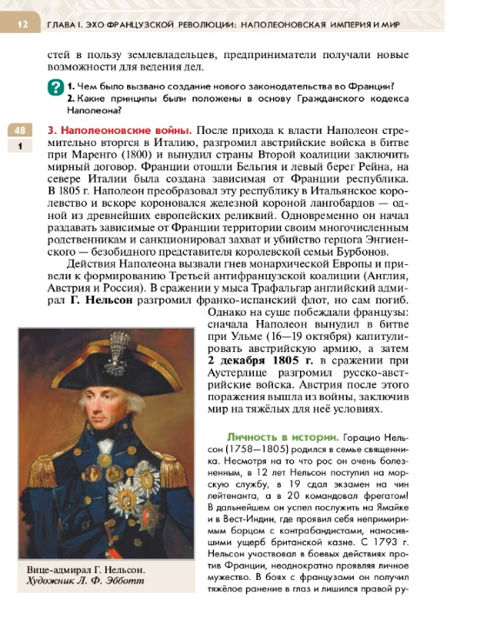 12 ГЛАВА I. ЭХО ФРАНЦУЗСКОЙ РЕВОЛЮЦИИ: НАПОЛЕОНОВСКАЯ ИМПЕРИЯ И МИР
стей в пользу землевладельцев, предприниматели получали новые
возможности для ведения дел.
? 1. Чем было вызвано создание нового законодательства во Франции?
2. Какие принципы были положены в основу Гражданского кодекса
Наполеона?
48
1
3. Наполеоновские войны. После прихода к власти Наполеон стре-
мительно вторгся в Италию, разгромил австрийские войска в битве
при Маренго (1800) и вынудил страны Второй коалиции заключить
мирный договор. Франции отошли Бельгия и левый берег Рейна, на
севере Италии была создана зависимая от Франции республика.
В 1805 г. Наполеон преобразовал эту республику в Итальянское коро-
левство и вскоре короновался железной короной лангобардов — од-
ной из древнейших европейских реликвий. Одновременно он начал
раздавать зависимые от Франции территории своим многочисленным
родственникам и санкционировал захват и убийство герцога Энгиен-
ского — безобидного представителя королевской семьи Бурбонов.
Действия Наполеона вызвали гнев монархической Европы и при-
вели к формированию Третьей антифранцузской коалиции (Англия,
Австрия и Россия). В сражении у мыса Трафальгар английский адми-
рал Г. Нельсон разгромил франко-испанский флот, но сам погиб.
Однако на суше побеждали французы:
сначала Наполеон вынудил в битве
при Ульме (16—19 октября) капитули-
ровать австрийскую армию, а затем
2 декабря 1805 г. в сражении при
Аустерлице разгромил русско-авст-
рийские войска. Австрия после этого
поражения вышла из войны, заключив
мир на тяжёлых для неё условиях.
Личность в истории. Горацио Нель-
сон (1758—1805) родился в семье священни-
ка. Несмотря на то что рос он очень болез-
ненным, в 12 лет Нельсон поступил на мор-
скую службу, в 19 сдал экзамен на чин
лейтенанта, а в 20 командовал фрегатом!
В дальнейшем он успел послужить на Ямайке
и в Вест-Индии, где проявил себя непримири-
мым борцом с контрабандистами, наносив-
шими ущерб британской казне. С 1793 г.
Нельсон участвовал в боевых действиях про-
тив Франции, неоднократно проявляя личное
мужество. В боях с французами он получил
тяжёлое ранение в глаз и лишился правой ру-
Вице-адмирал Г. Нельсон.
Художник Л. Ф. Эбботт